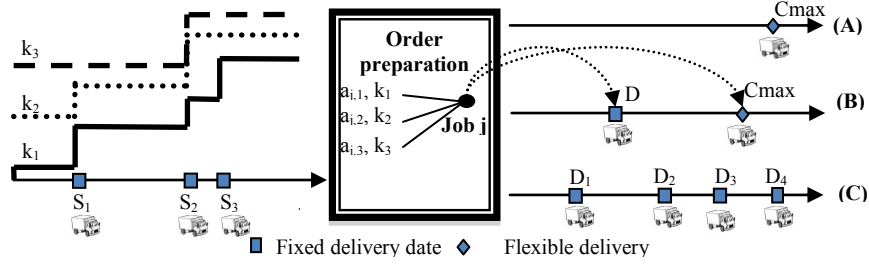 k₃
k₂
k₁
S₁ S₂ S₃
Order
preparation
aᵢ,₁, k₁
aᵢ,₂, k₂
aᵢ,₃, k₃
Job j
Cmax
(A)
D
Cmax
(B)
D₁ D₂ D₃ D₄
(C)
Fixed delivery date Flexible delivery